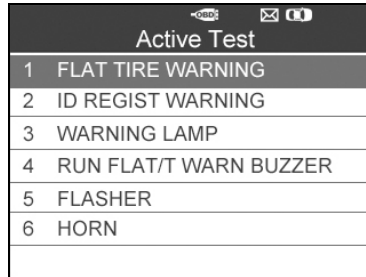 OBD
Active Test
1 FLAT TIRE WARNING
2 ID REGIST WARNING
3 WARNING LAMP
4 RUN FLAT/T WARN BUZZER
5 FLASHER
6 HORN